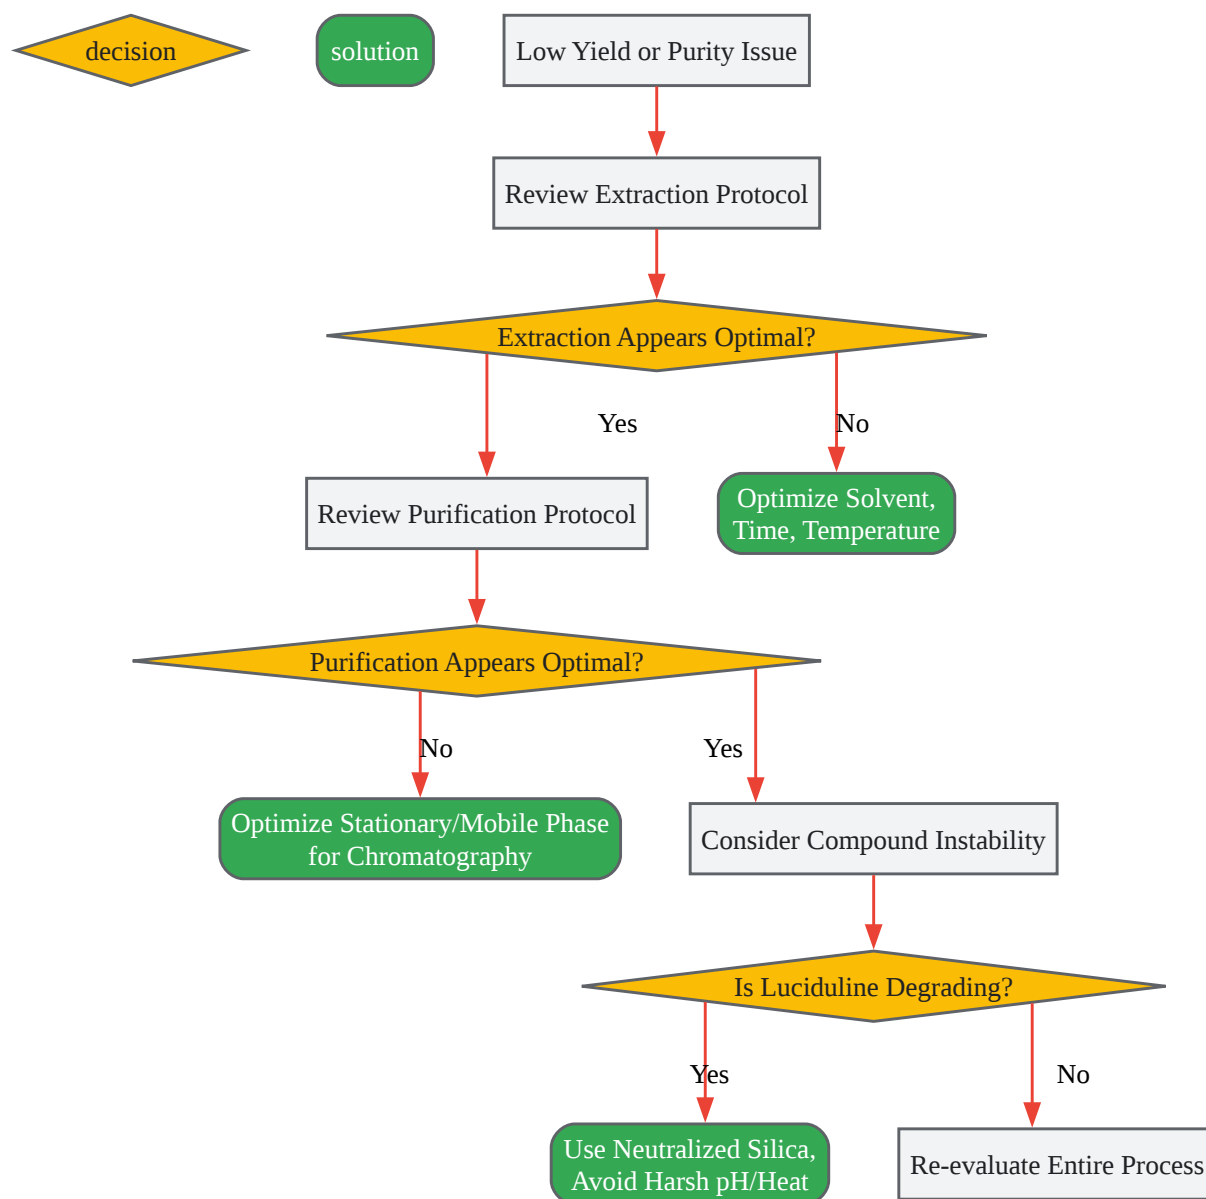 decision
solution
Low Yield or Purity Issue
Review Extraction Protocol
Extraction Appears Optimal?
Yes
No
Review Purification Protocol
Optimize Solvent,
Time, Temperature
Purification Appears Optimal?
No
Yes
Optimize Stationary/Mobile Phase
for Chromatography
Consider Compound Instability
Is Luciduline Degrading?
Yes
No
Use Neutralized Silica,
Avoid Harsh pH/Heat
Re-evaluate Entire Process